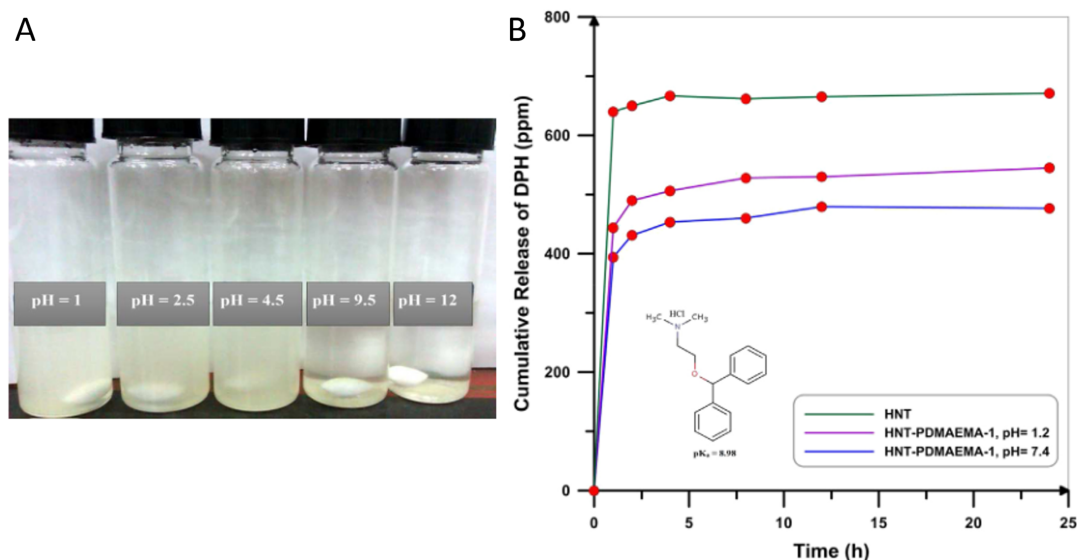 A
pH = 1
pH = 2.5
pH = 4.5
pH = 9.5
pH = 12
B
Cumulative Release of DPH (ppm)
800
600
400
200
0
0
5
10
15
20
25
Time (h)
HCl
H₃C
CH₃
N
O
pKₐ = 8.98
HNT
HNT-PDMAEMA-1, pH= 1.2
HNT-PDMAEMA-1, pH= 7.4